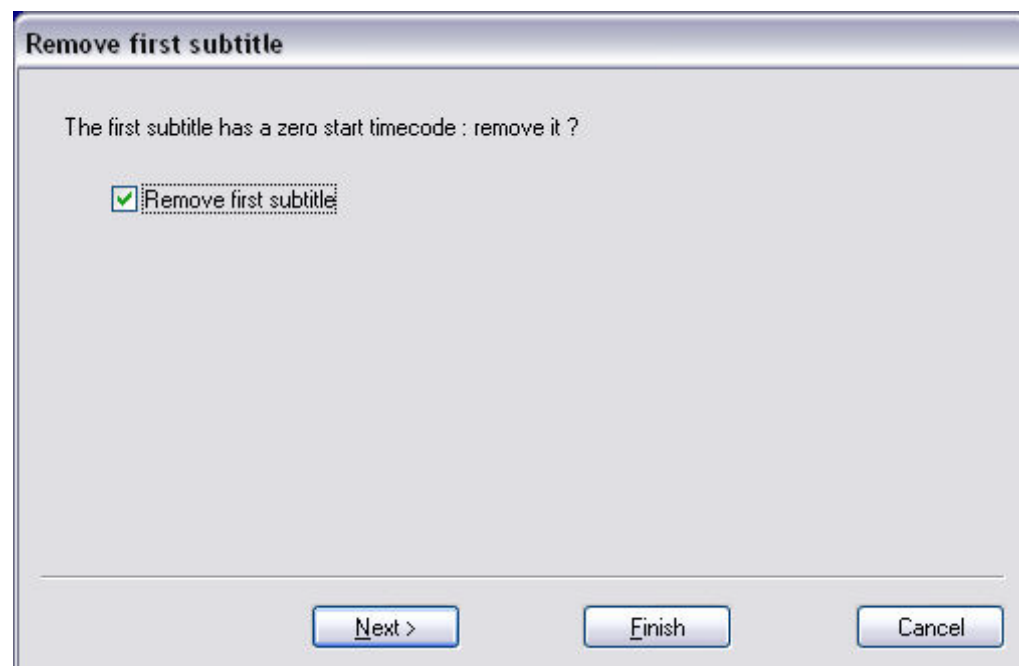 Remove first subtitle
The first subtitle has a zero start timecode : remove it ?
Remove first subtitle
Next >
Finish
Cancel